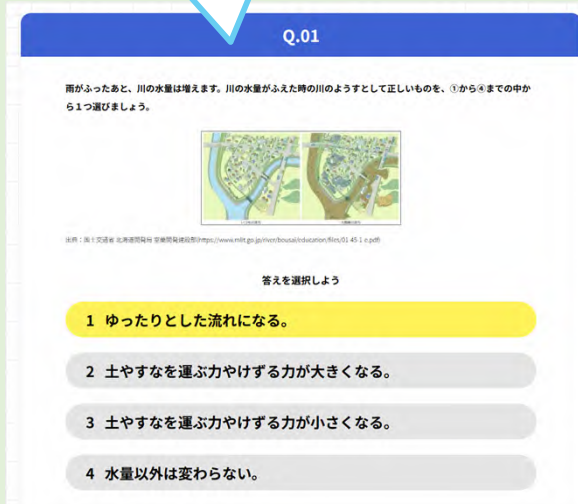 Q.01
雨がふったあと、川の水量は増えます。川の水量がふえた時の川のようすとして正しいものを、①から④までの中か
ら１つ選びましょう。
答えを選択しよう
1 ゆったりとした流れになる。
2 土やすなを運ぶ力やけずる力が大きくなる。
3 土やすなを運ぶ力やけずる力が小さくなる。
4 水量以外は変わらない。